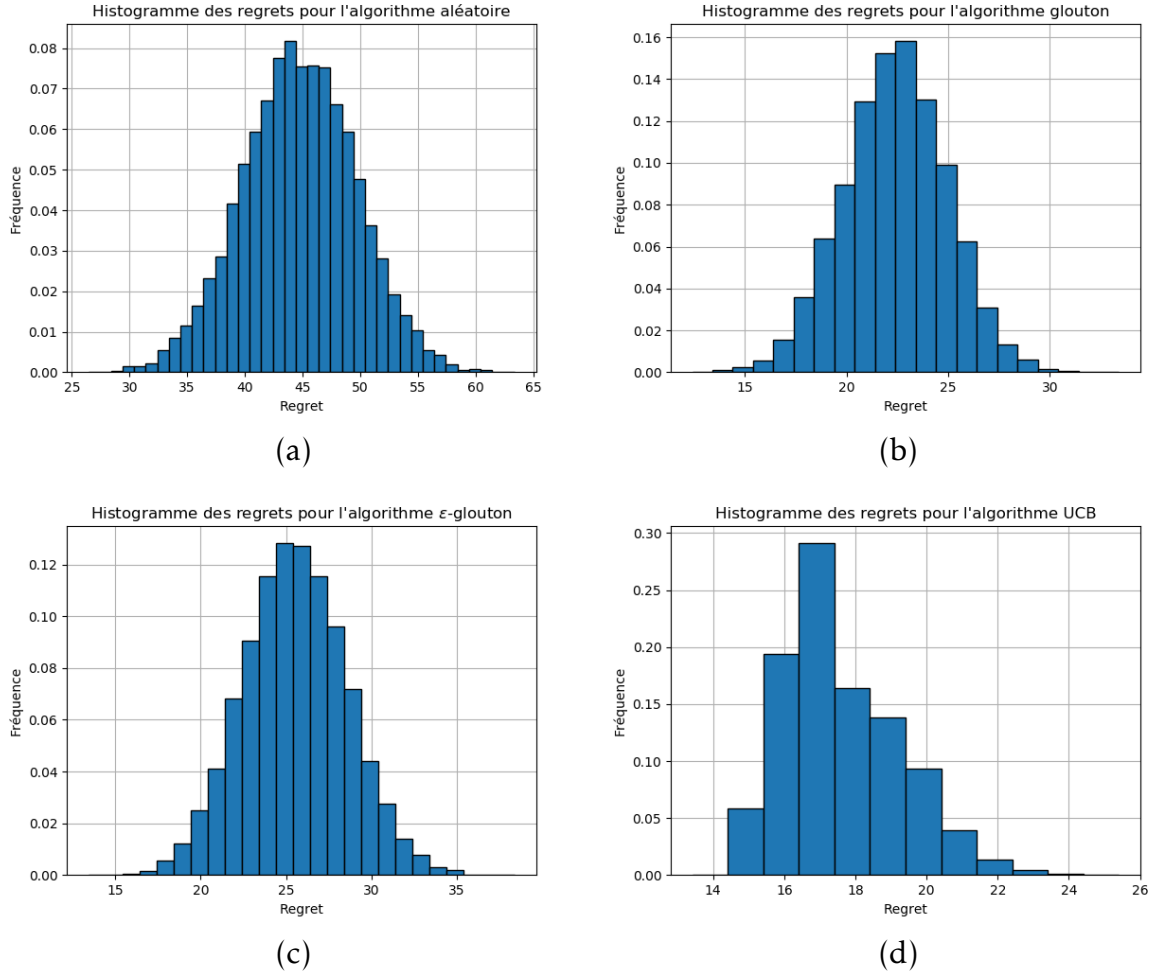 Histogramme des regrets pour l'algorithme aléatoire
0.08
0.07
0.06
0.05
0.04
0.03
0.02
0.01
0.00
Fréquence
25 30 35 40 45 50 55 60 65
Regret
(a)
Histogramme des regrets pour l'algorithme glouton
0.16
0.14
0.12
0.10
0.08
0.06
0.04
0.02
0.00
Fréquence
15 20 25 30
Regret
(b)
Histogramme des regrets pour l'algorithme ε-glouton
0.12
0.10
0.08
0.06
0.04
0.02
0.00
Fréquence
15 20 25 30 35
Regret
(c)
Histogramme des regrets pour l'algorithme UCB
0.30
0.25
0.20
0.15
0.10
0.05
0.00
Fréquence
14 16 18 20 22 24 26
Regret
(d)